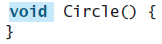 void Circle() {
}